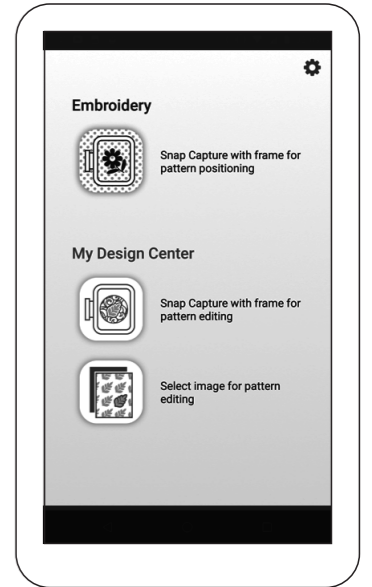 Embroidery
Snap Capture with frame for
pattern positioning
My Design Center
Snap Capture with frame for
pattern editing
Select image for pattern
editing